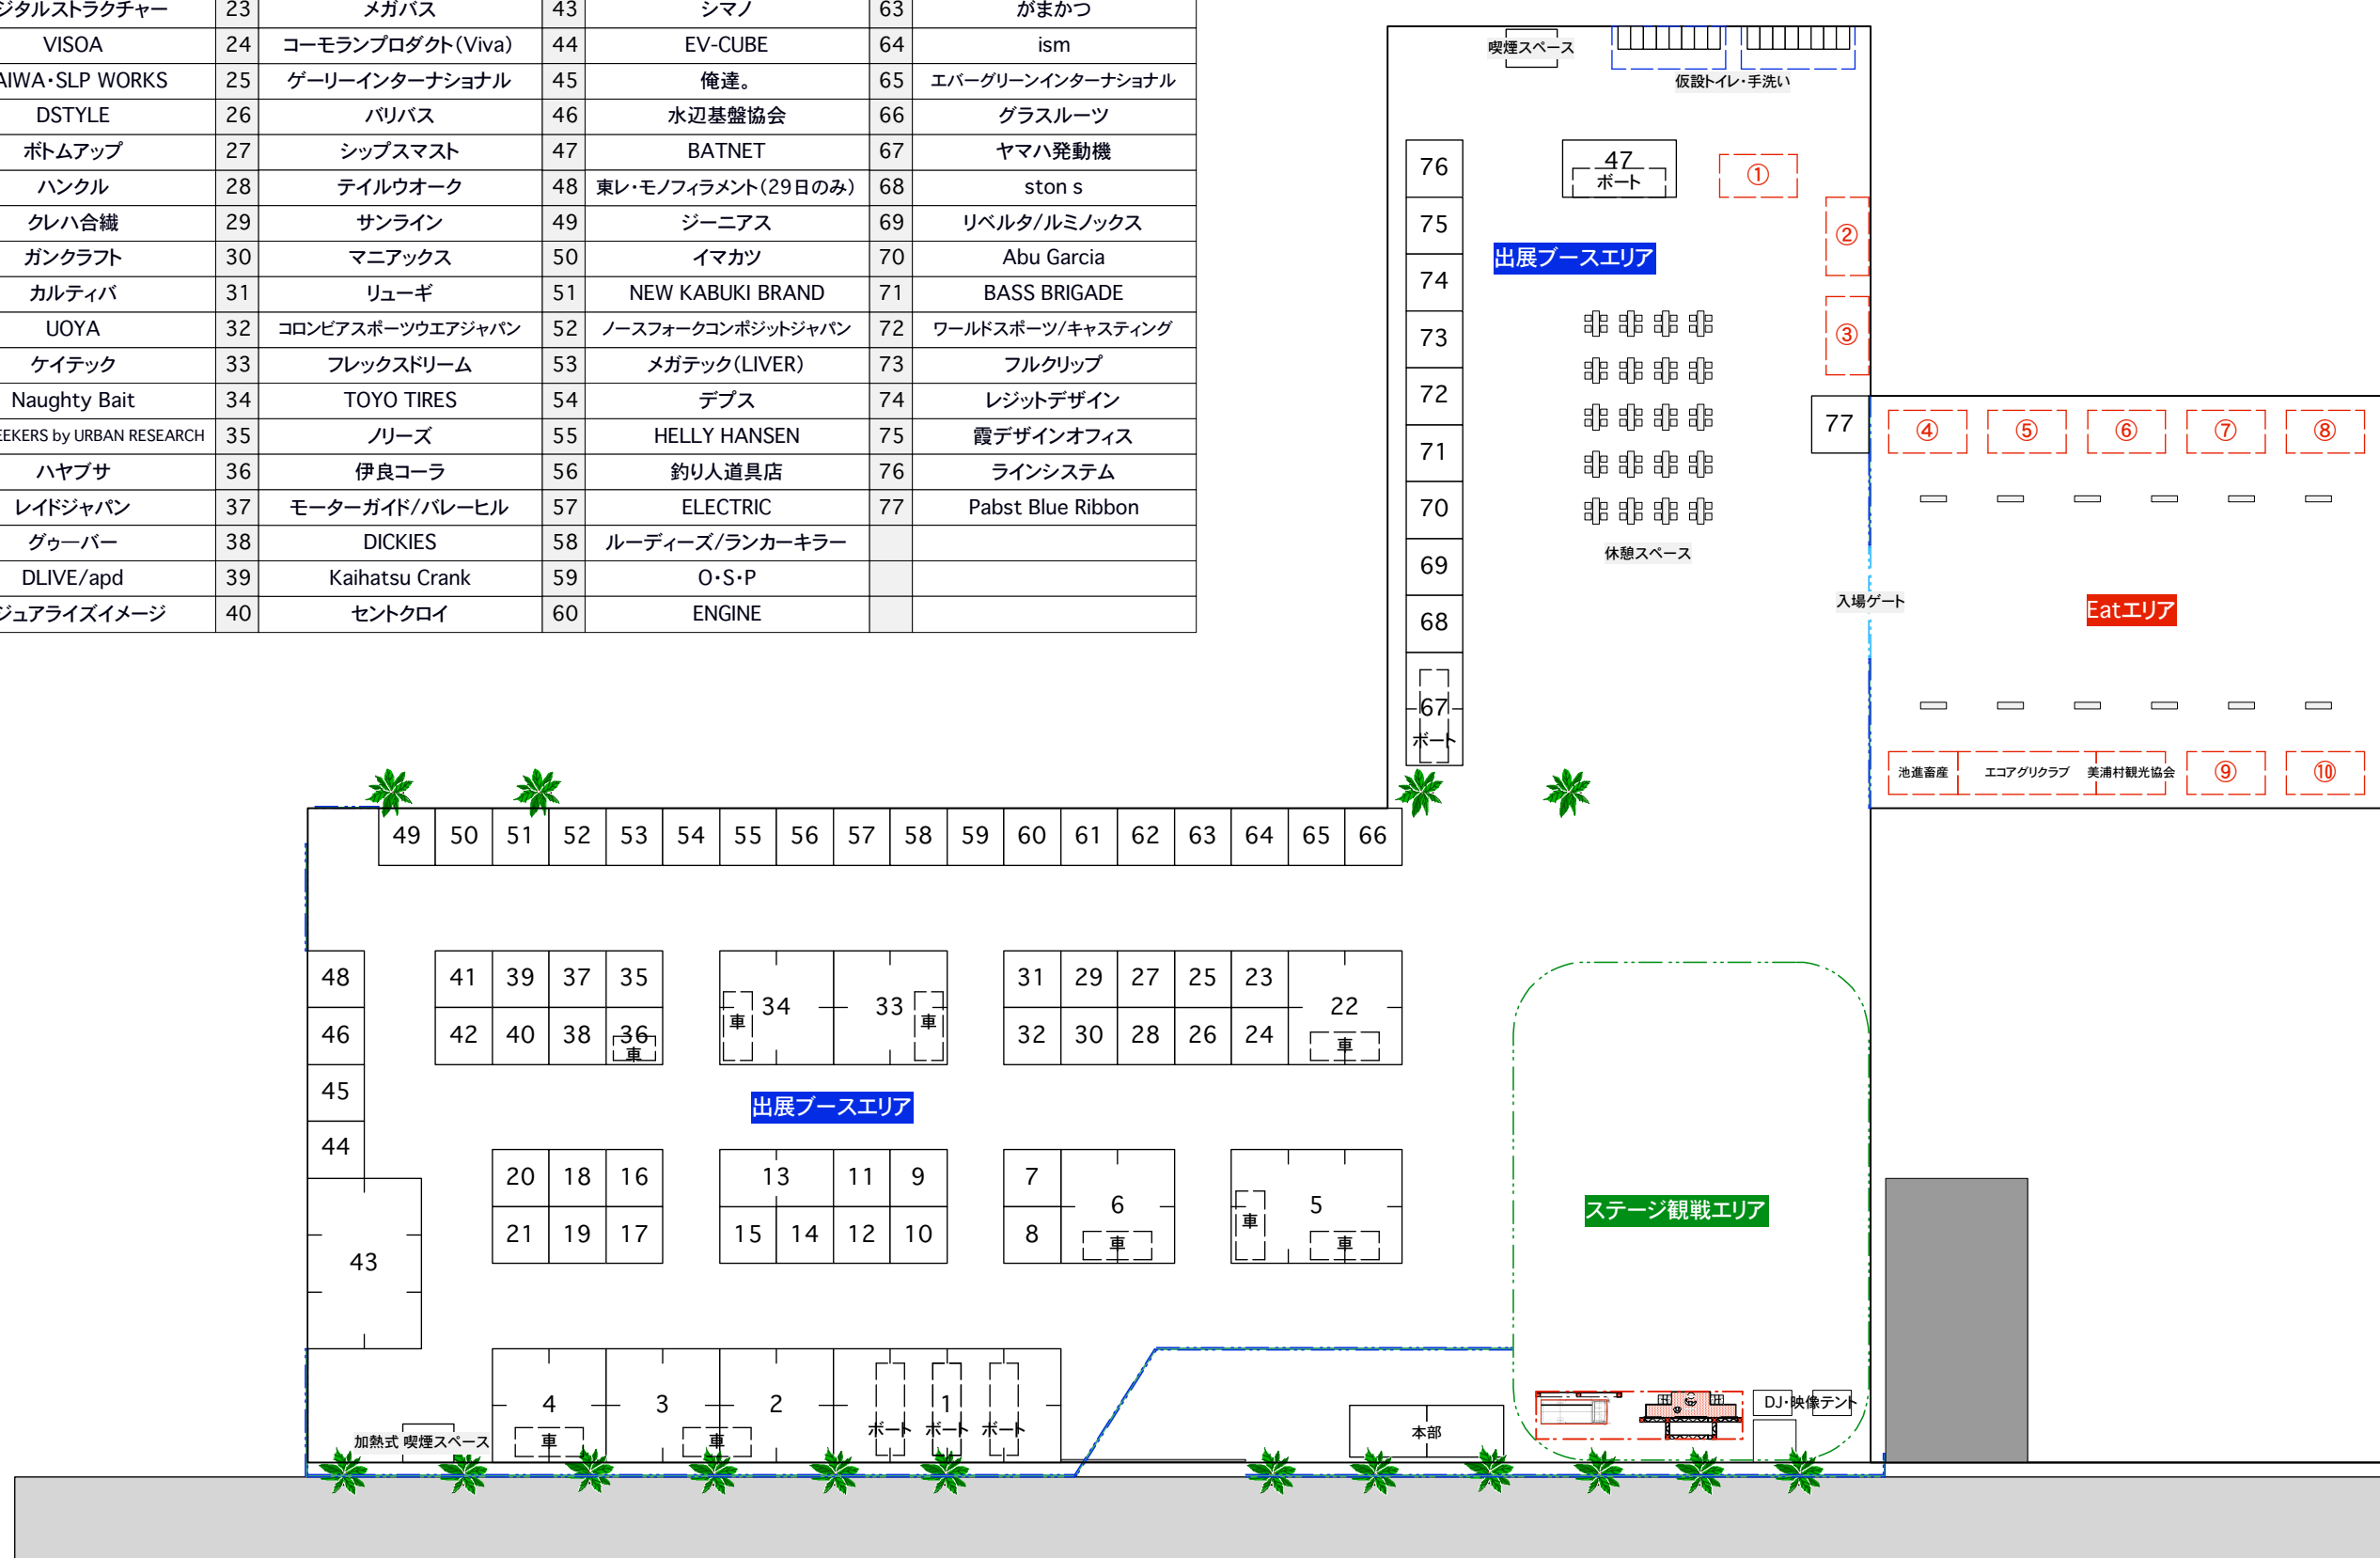 ジタルストラクチャー 23 メガバス 43 シマノ 63 がまかつ
VISOA 24 コーモランプロダクト(Viva) 44 EV-CUBE 64 ism
AIWA・SLP WORKS 25 ゲーリーインターナショナル 45 俺達。 65 エバーグリーンインターナショナル
DSTYLE 26 バリバス 46 水辺基盤協会 66 グラスルーツ
ボトムアップ 27 シップスマスト 47 BATNET 67 ヤマハ発動機
ハンクル 28 テイルウオーク 48 東レ・モノフィラメント(29日のみ) 68 ston s
クレハ合繊 29 サンライン 49 ジーニアス 69 リベルタ/ルミノックス
ガンクラフト 30 マニアックス 50 イマカツ 70 Abu Garcia
カルティバ 31 リューギ 51 NEW KABUKI BRAND 71 BASS BRIGADE
UOYA 32 コロンビアスポーツウエアジャパン 52 ノースフォークコンポジットジャパン 72 ワールドスポーツ/キャスティング
ケイテック 33 フレックスドリーム 53 メガテック(LIVER) 73 フルクリップ
Naughty Bait 34 TOYO TIRES 54 デプス 74 レジットデザイン
EEKERS by URBAN RESEARCH 35 ノリーズ 55 HELLY HANSEN 75 霞デザインオフィス
ハヤブサ 36 伊良コーラ 56 釣り人道具店 76 ラインシステム
レイドジャパン 37 モーターガイド/バレーヒル 57 ELECTRIC 77 Pabst Blue Ribbon
グゥーバー 38 DICKIES 58 ルーディーズ/ランカーキラー
DLIVE/apd 39 Kaihatsu Crank 59 O・S・P
ジュアライズイメージ 40 セントクロイ 60 ENGINE
喫煙スペース
仮設トイレ・手洗い
76
47
ボート
①
75
②
出展ブースエリア
74
73
③
72
77
④ ⑤ ⑥ ⑦ ⑧
71
70
休憩スペース
69
入場ゲート
Eatエリア
68
67
ボート
池進畜産 エコアグリクラブ 美浦村観光協会 ⑨ ⑩
49 50 51 52 53 54 55 56 57 58 59 60 61 62 63 64 65 66
48 41 39 37 35 31 29 27 25 23
34 33 22
車 車
46 42 40 38 36 32 30 28 26 24
車 車
45
出展ブースエリア
44
20 18 16 13 11 9 7
6 5
ステージ観戦エリア
車
21 19 17 15 14 12 10 8
車 車
43
4 3 2 1
DJ・映像テント
ボート ボート ボート
本部
加熱式 喫煙スペース
車 車